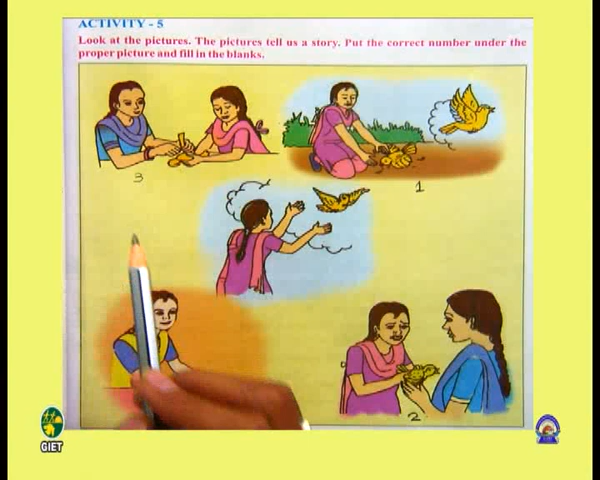 ACTIVITY - 5
Look at the pictures. The pictures tell us a story. Put the correct number under the
proper picture and fill in the blanks.
3
1
2
GIET